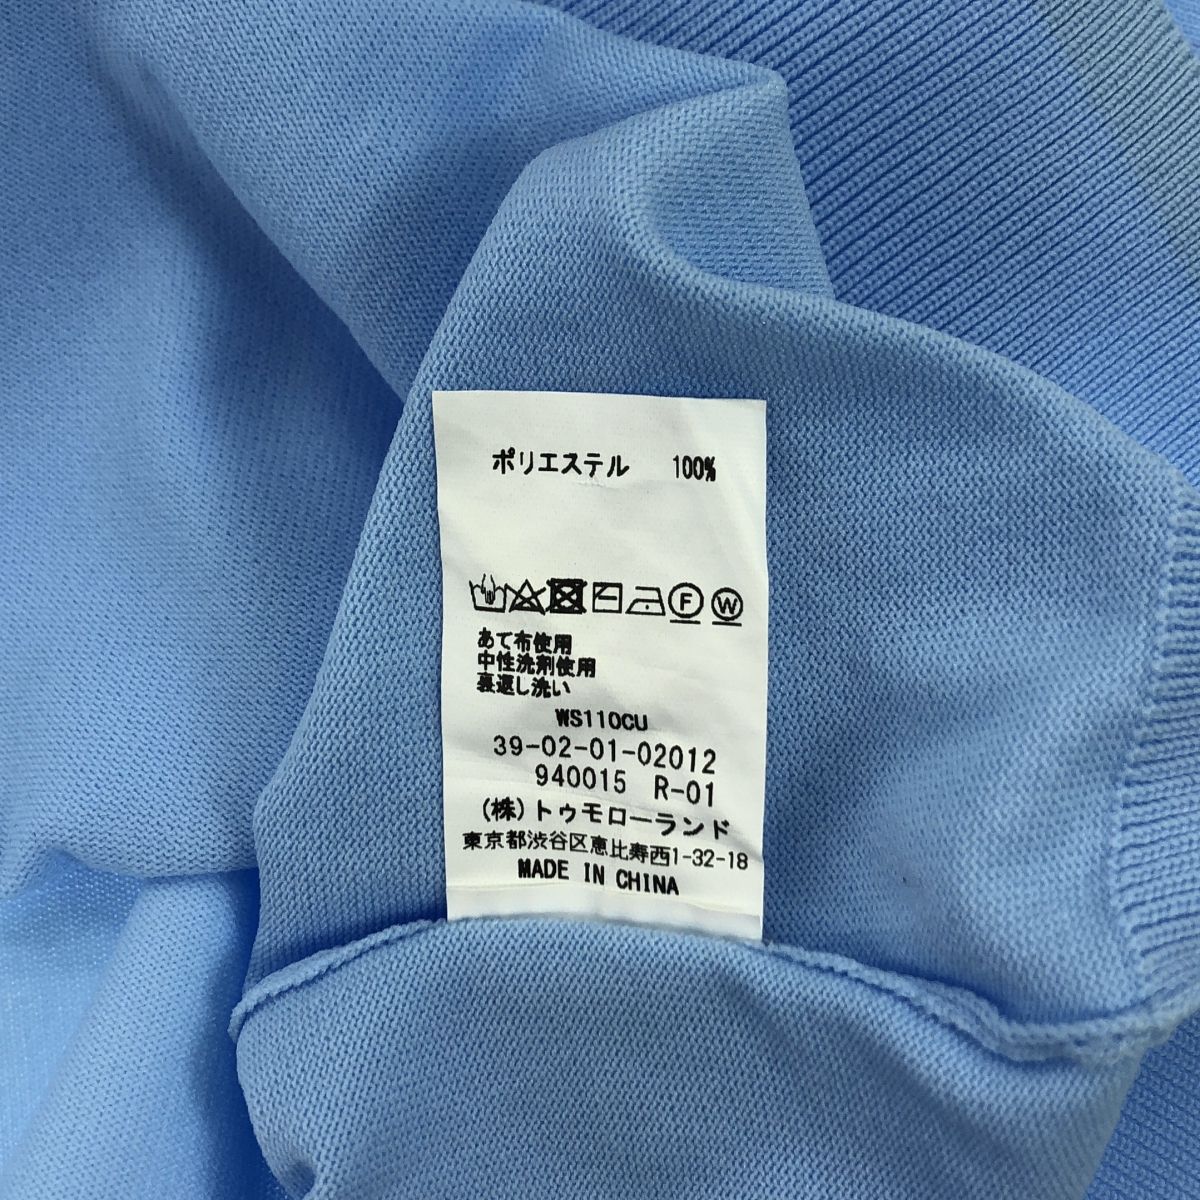 ポリエステル 100%
F W
あて布使用
中性洗剤使用
裏返し洗い
WS110CU
39-02-01-02012
940015 R-01
(株)トゥモローランド
東京都渋谷区恵比寿西1-32-18
MADE IN CHINA